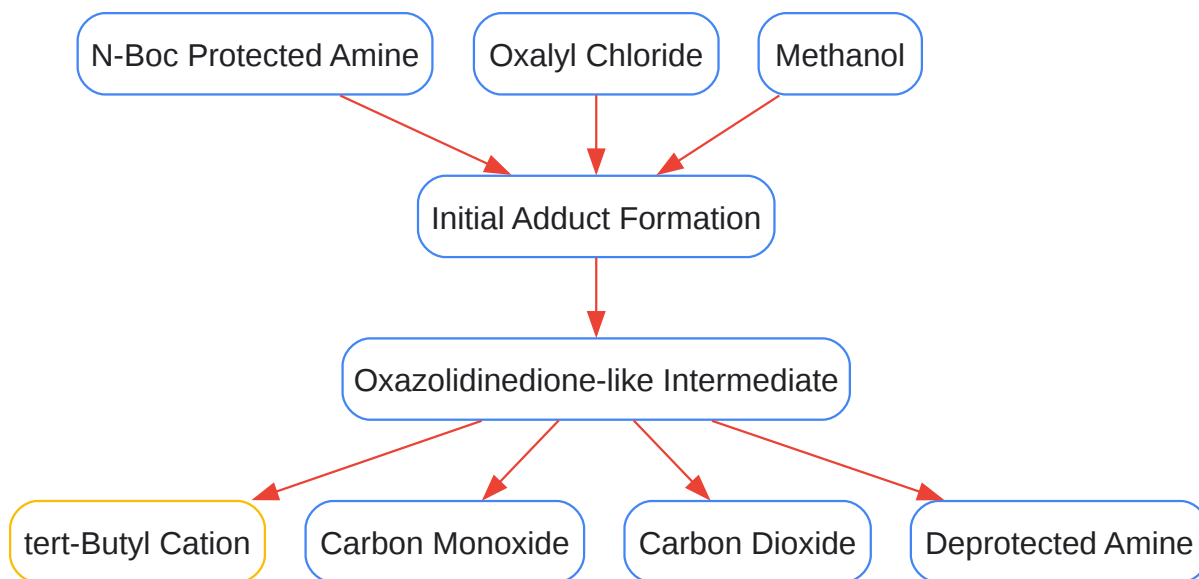 N-Boc Protected Amine
Oxalyl Chloride
Methanol
Initial Adduct Formation
Oxazolidinedione-like Intermediate
tert-Butyl Cation
Carbon Monoxide
Carbon Dioxide
Deprotected Amine